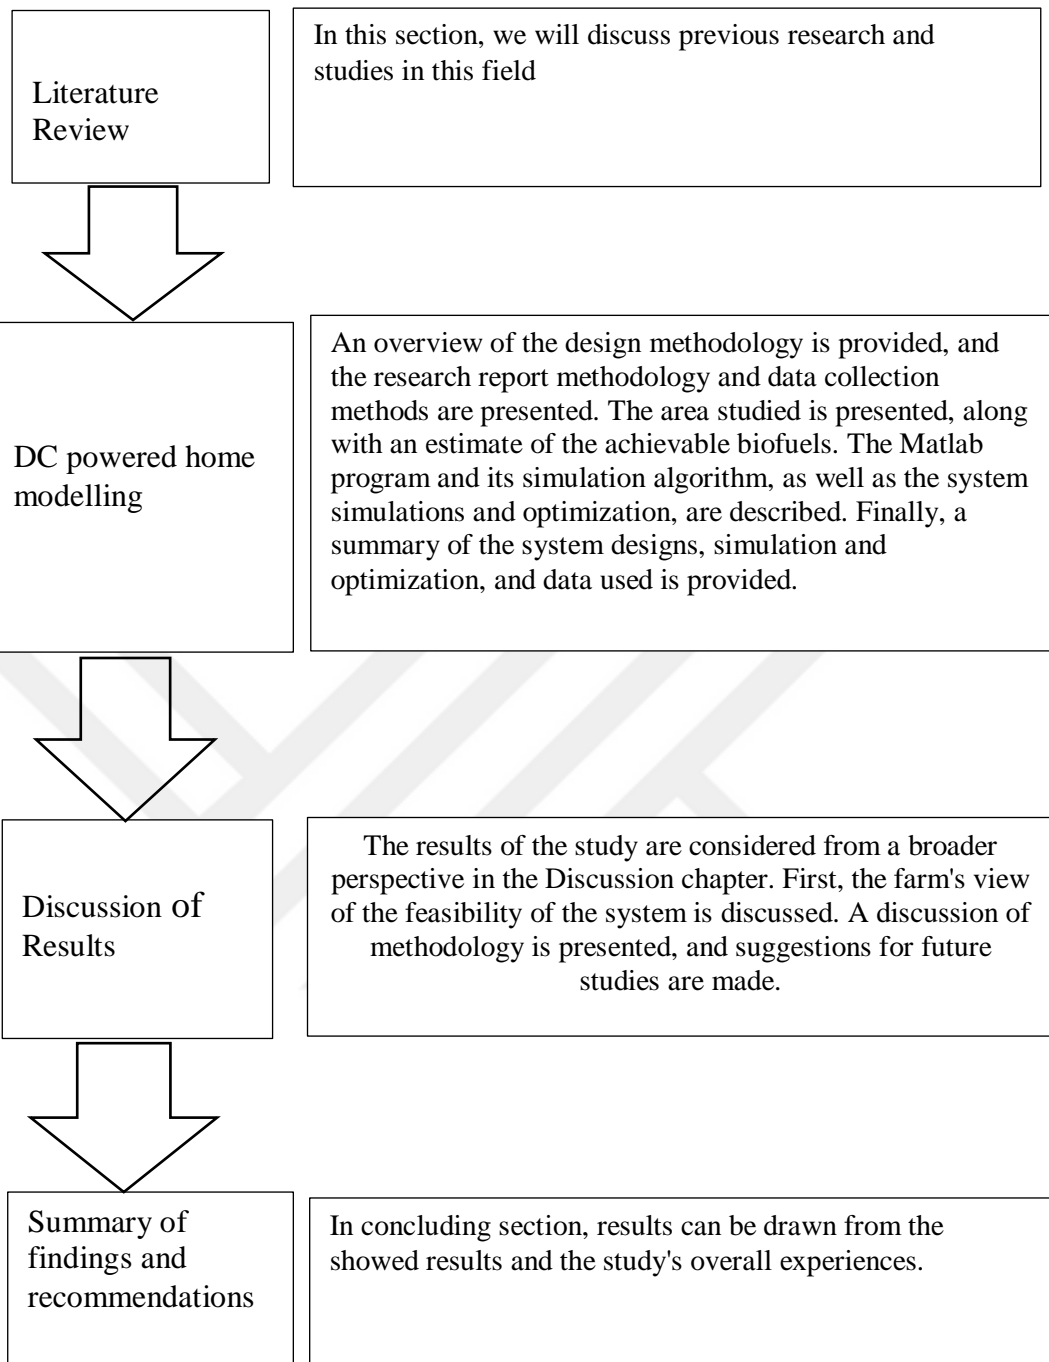 Literature
Review
In this section, we will discuss previous research and
studies in this field
DC powered home
modelling
An overview of the design methodology is provided, and
the research report methodology and data collection
methods are presented. The area studied is presented, along
with an estimate of the achievable biofuels. The Matlab
program and its simulation algorithm, as well as the system
simulations and optimization, are described. Finally, a
summary of the system designs, simulation and
optimization, and data used is provided.
Discussion of
Results
The results of the study are considered from a broader
perspective in the Discussion chapter. First, the farm's view
of the feasibility of the system is discussed. A discussion of
methodology is presented, and suggestions for future
studies are made.
Summary of
findings and
recommendations
In concluding section, results can be drawn from the
showed results and the study's overall experiences.